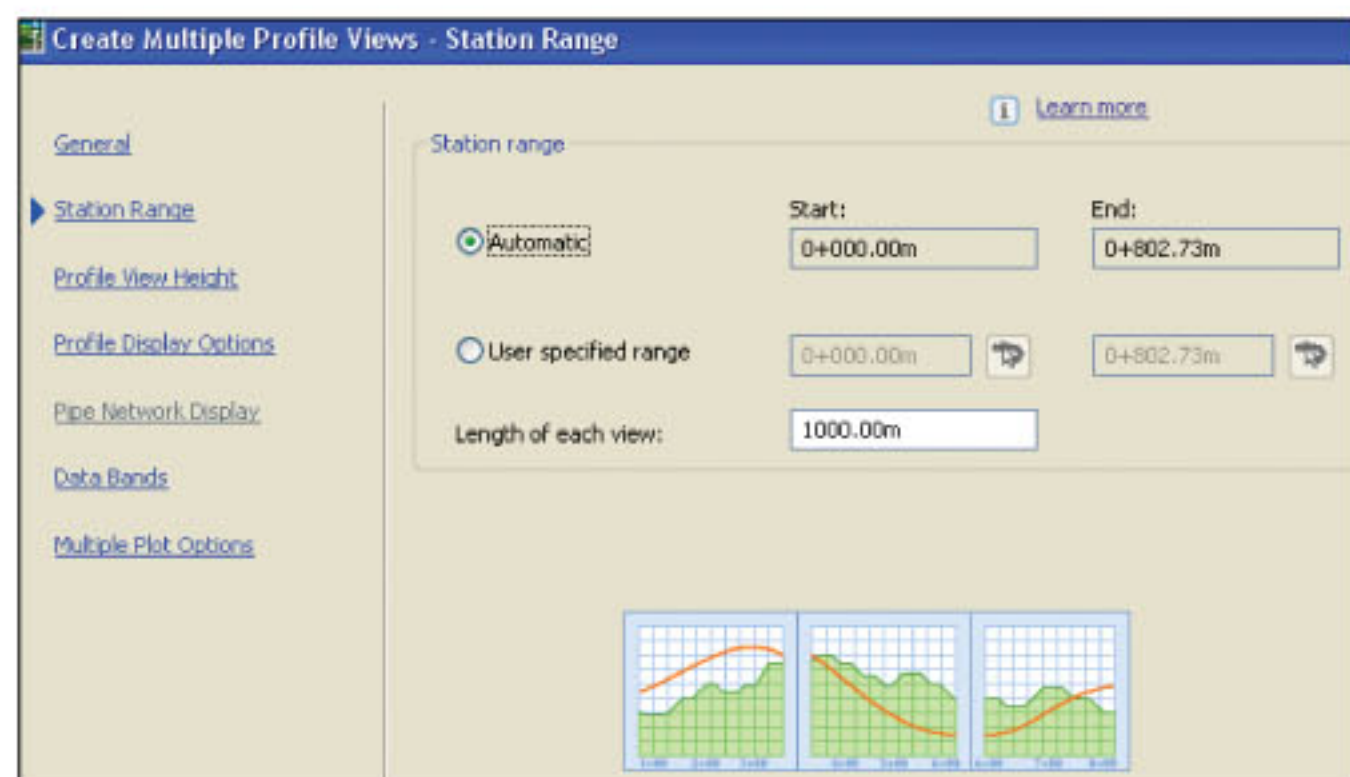 Create Multiple Profile Views - Station Range
Learn more
General
Station Range
Profile View Height
Profile Display Options
Pipe Network Display
Data Bands
Multiple Plot Options
Station range
Start:
End:
Automatic
0+000.00m
0+802.73m
User specified range
0+000.00m
0+802.73m
Length of each view:
1000.00m